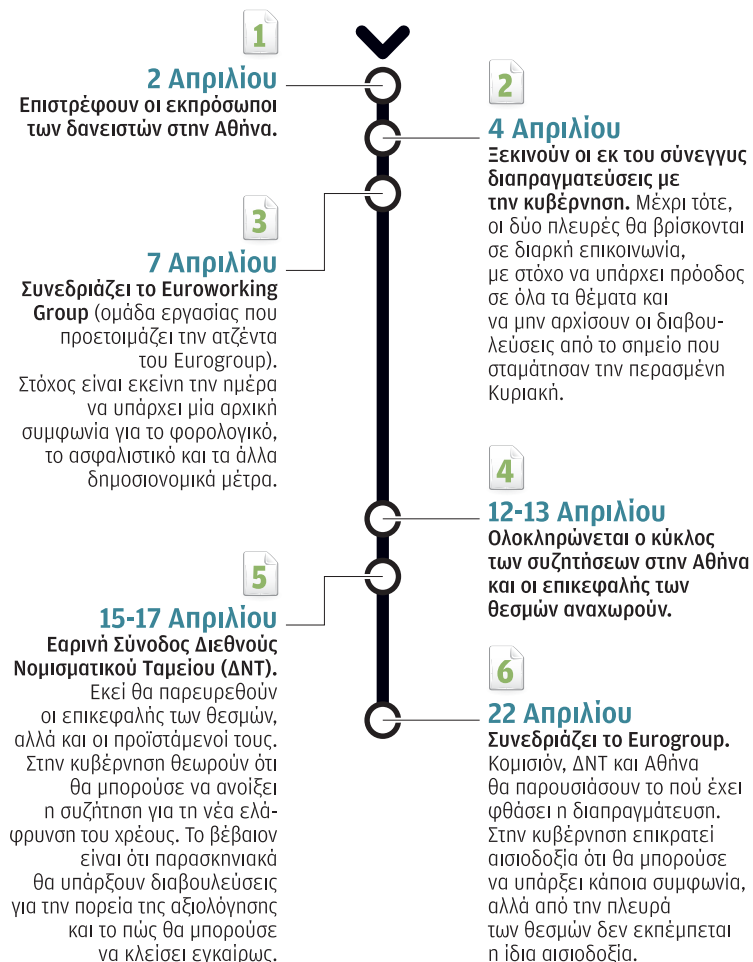 1
2 Απριλίου
Επιστρέφουν οι εκπρόσωποι
των δανειστών στην Αθήνα.
2
4 Απριλίου
Ξεκινούν οι εκ του σύνεγγυς
διαπραγματεύσεις με
την κυβέρνηση. Μέχρι τότε,
οι δύο πλευρές θα βρίσκονται
σε διαρκή επικοινωνία,
με στόχο να υπάρχει πρόοδος
σε όλα τα θέματα και
να μην αρχίσουν οι διαβου-
λεύσεις από το σημείο που
σταμάτησαν την περασμένη
Κυριακή.
3
7 Απριλίου
Συνεδριάζει το Euroworking
Group (ομάδα εργασίας που
προετοιμάζει την ατζέντα
του Eurogroup).
Στόχος είναι εκείνη την ημέρα
να υπάρχει μία αρχική
συμφωνία για το φορολογικό,
το ασφαλιστικό και τα άλλα
δημοσιονομικά μέτρα.
4
12-13 Απριλίου
Ολοκληρώνεται ο κύκλος
των συζητήσεων στην Αθήνα
και οι επικεφαλής των
θεσμών αναχωρούν.
5
15-17 Απριλίου
Εαρινή Σύνοδος Διεθνούς
Νομισματικού Ταμείου (ΔΝΤ).
Εκεί θα παρευρεθούν
οι επικεφαλής των θεσμών,
αλλά και οι προϊστάμενοί τους.
Στην κυβέρνηση θεωρούν ότι
θα μπορούσε να ανοίξει
η συζήτηση για τη νέα ελά-
φρυνση του χρέους. Το βέβαιον
είναι ότι παρασκηνιακά
θα υπάρξουν διαβουλεύσεις
για την πορεία της αξιολόγησης
και το πώς θα μπορούσε
να κλείσει εγκαίρως.
6
22 Απριλίου
Συνεδριάζει το Eurogroup.
Κομισιόν, ΔΝΤ και Αθήνα
θα παρουσιάσουν το πού έχει
φθάσει η διαπραγμάτευση.
Στην κυβέρνηση επικρατεί
αισιοδοξία ότι θα μπορούσε
να υπάρξει κάποια συμφωνία,
αλλά από την πλευρά
των θεσμών δεν εκπέμπεται
η ίδια αισιοδοξία.